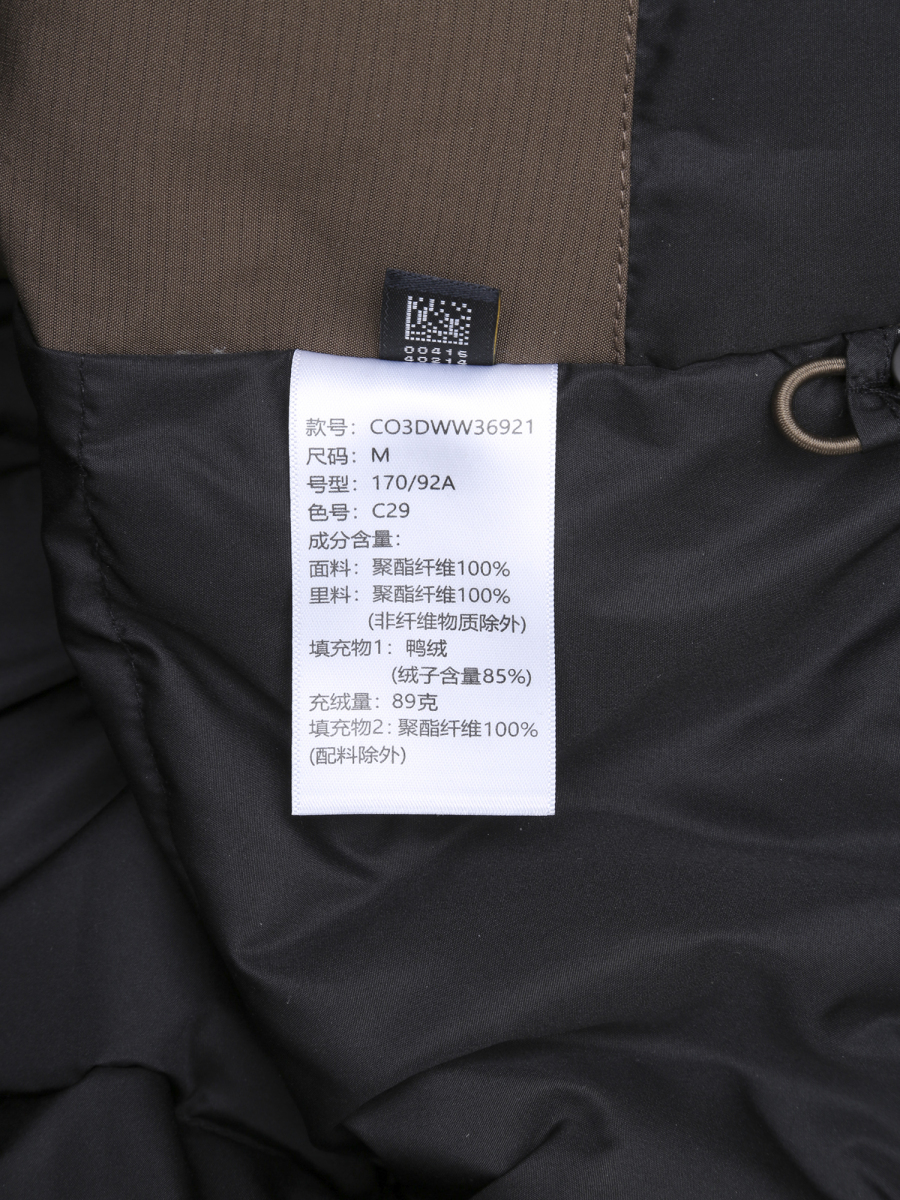 00416
40214
款号：CO3DWW36921
尺码：M
号型：170/92A
色号：C29
成分含量：
面料：聚酯纤维100%
里料：聚酯纤维100%
(非纤维物质除外)
填充物1：鸭绒
(绒子含量85%)
充绒量：89克
填充物2：聚酯纤维100%
(配料除外)